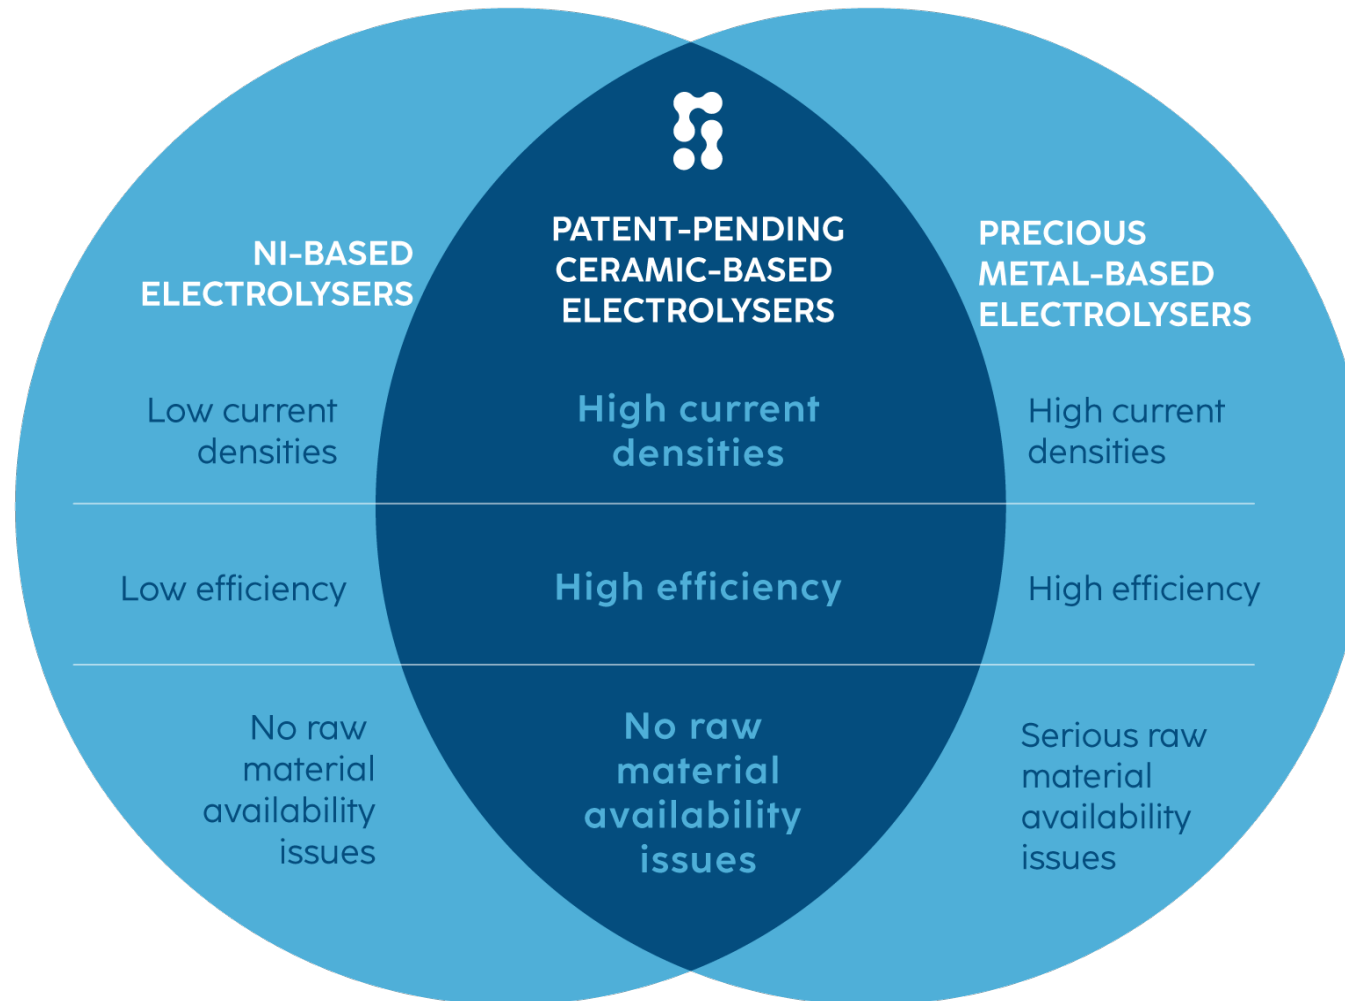 NI-BASED
ELECTROLYSERS
PATENT-PENDING
CERAMIC-BASED
ELECTROLYSERS
PRECIOUS
METAL-BASED
ELECTROLYSERS
Low current
densities
High current
densities
High current
densities
Low efficiency
High efficiency
High efficiency
No raw
material
availability
issues
No raw
material
availability
issues
Serious raw
material
availability
issues